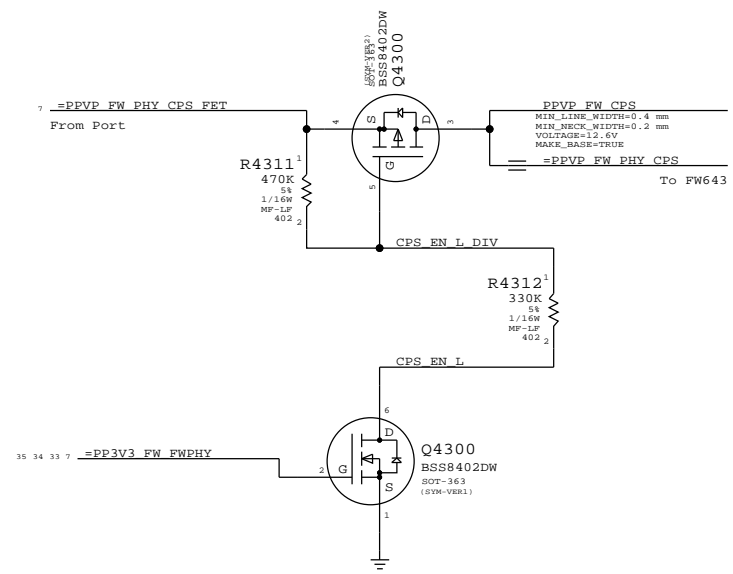 (SYM-VER2)
SOT-363
BSS8402DW
Q4300
7 =PPVP_FW_PHY_CPS_FET
From Port
4 S D 3
G
5
PPVP_FW_CPS
MIN_LINE_WIDTH=0.4 mm
MIN_NECK_WIDTH=0.2 mm
VOLTAGE=12.6V
MAKE_BASE=TRUE
=PPVP_FW_PHY_CPS
To FW643
R4311 1
470K
5%
1/16W
MF-LF
402 2
CPS_EN_L_DIV
R4312 1
330K
5%
1/16W
MF-LF
402 2
CPS_EN_L
6
D
35 34 33 7 =PP3V3_FW_FWPHY
2 G
S
1
Q4300
BSS8402DW
SOT-363
(SYM-VER1)